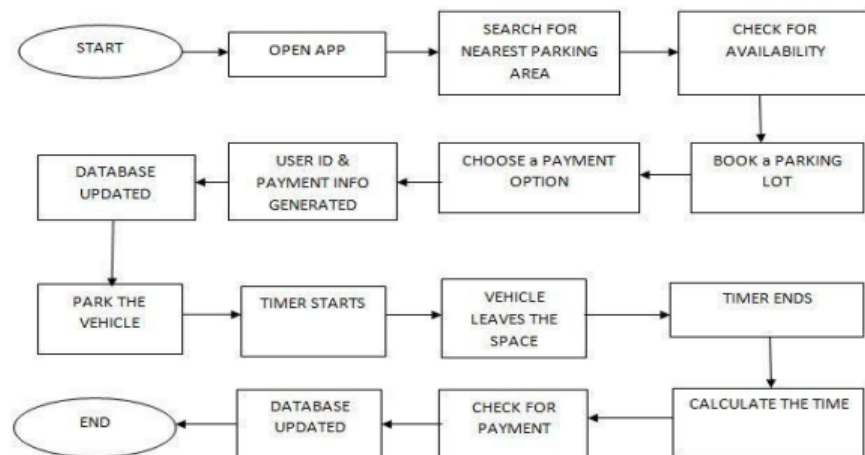 START
OPEN APP
SEARCH FOR
NEAREST PARKING
AREA
CHECK FOR
AVAILABILITY
BOOK a PARKING
LOT
CHOOSE a PAYMENT
OPTION
USER ID &
PAYMENT INFO
GENERATED
DATABASE
UPDATED
PARK THE
VEHICLE
TIMER STARTS
VEHICLE
LEAVES THE
SPACE
TIMER ENDS
CALCULATE THE TIME
CHECK FOR
PAYMENT
DATABASE
UPDATED
END